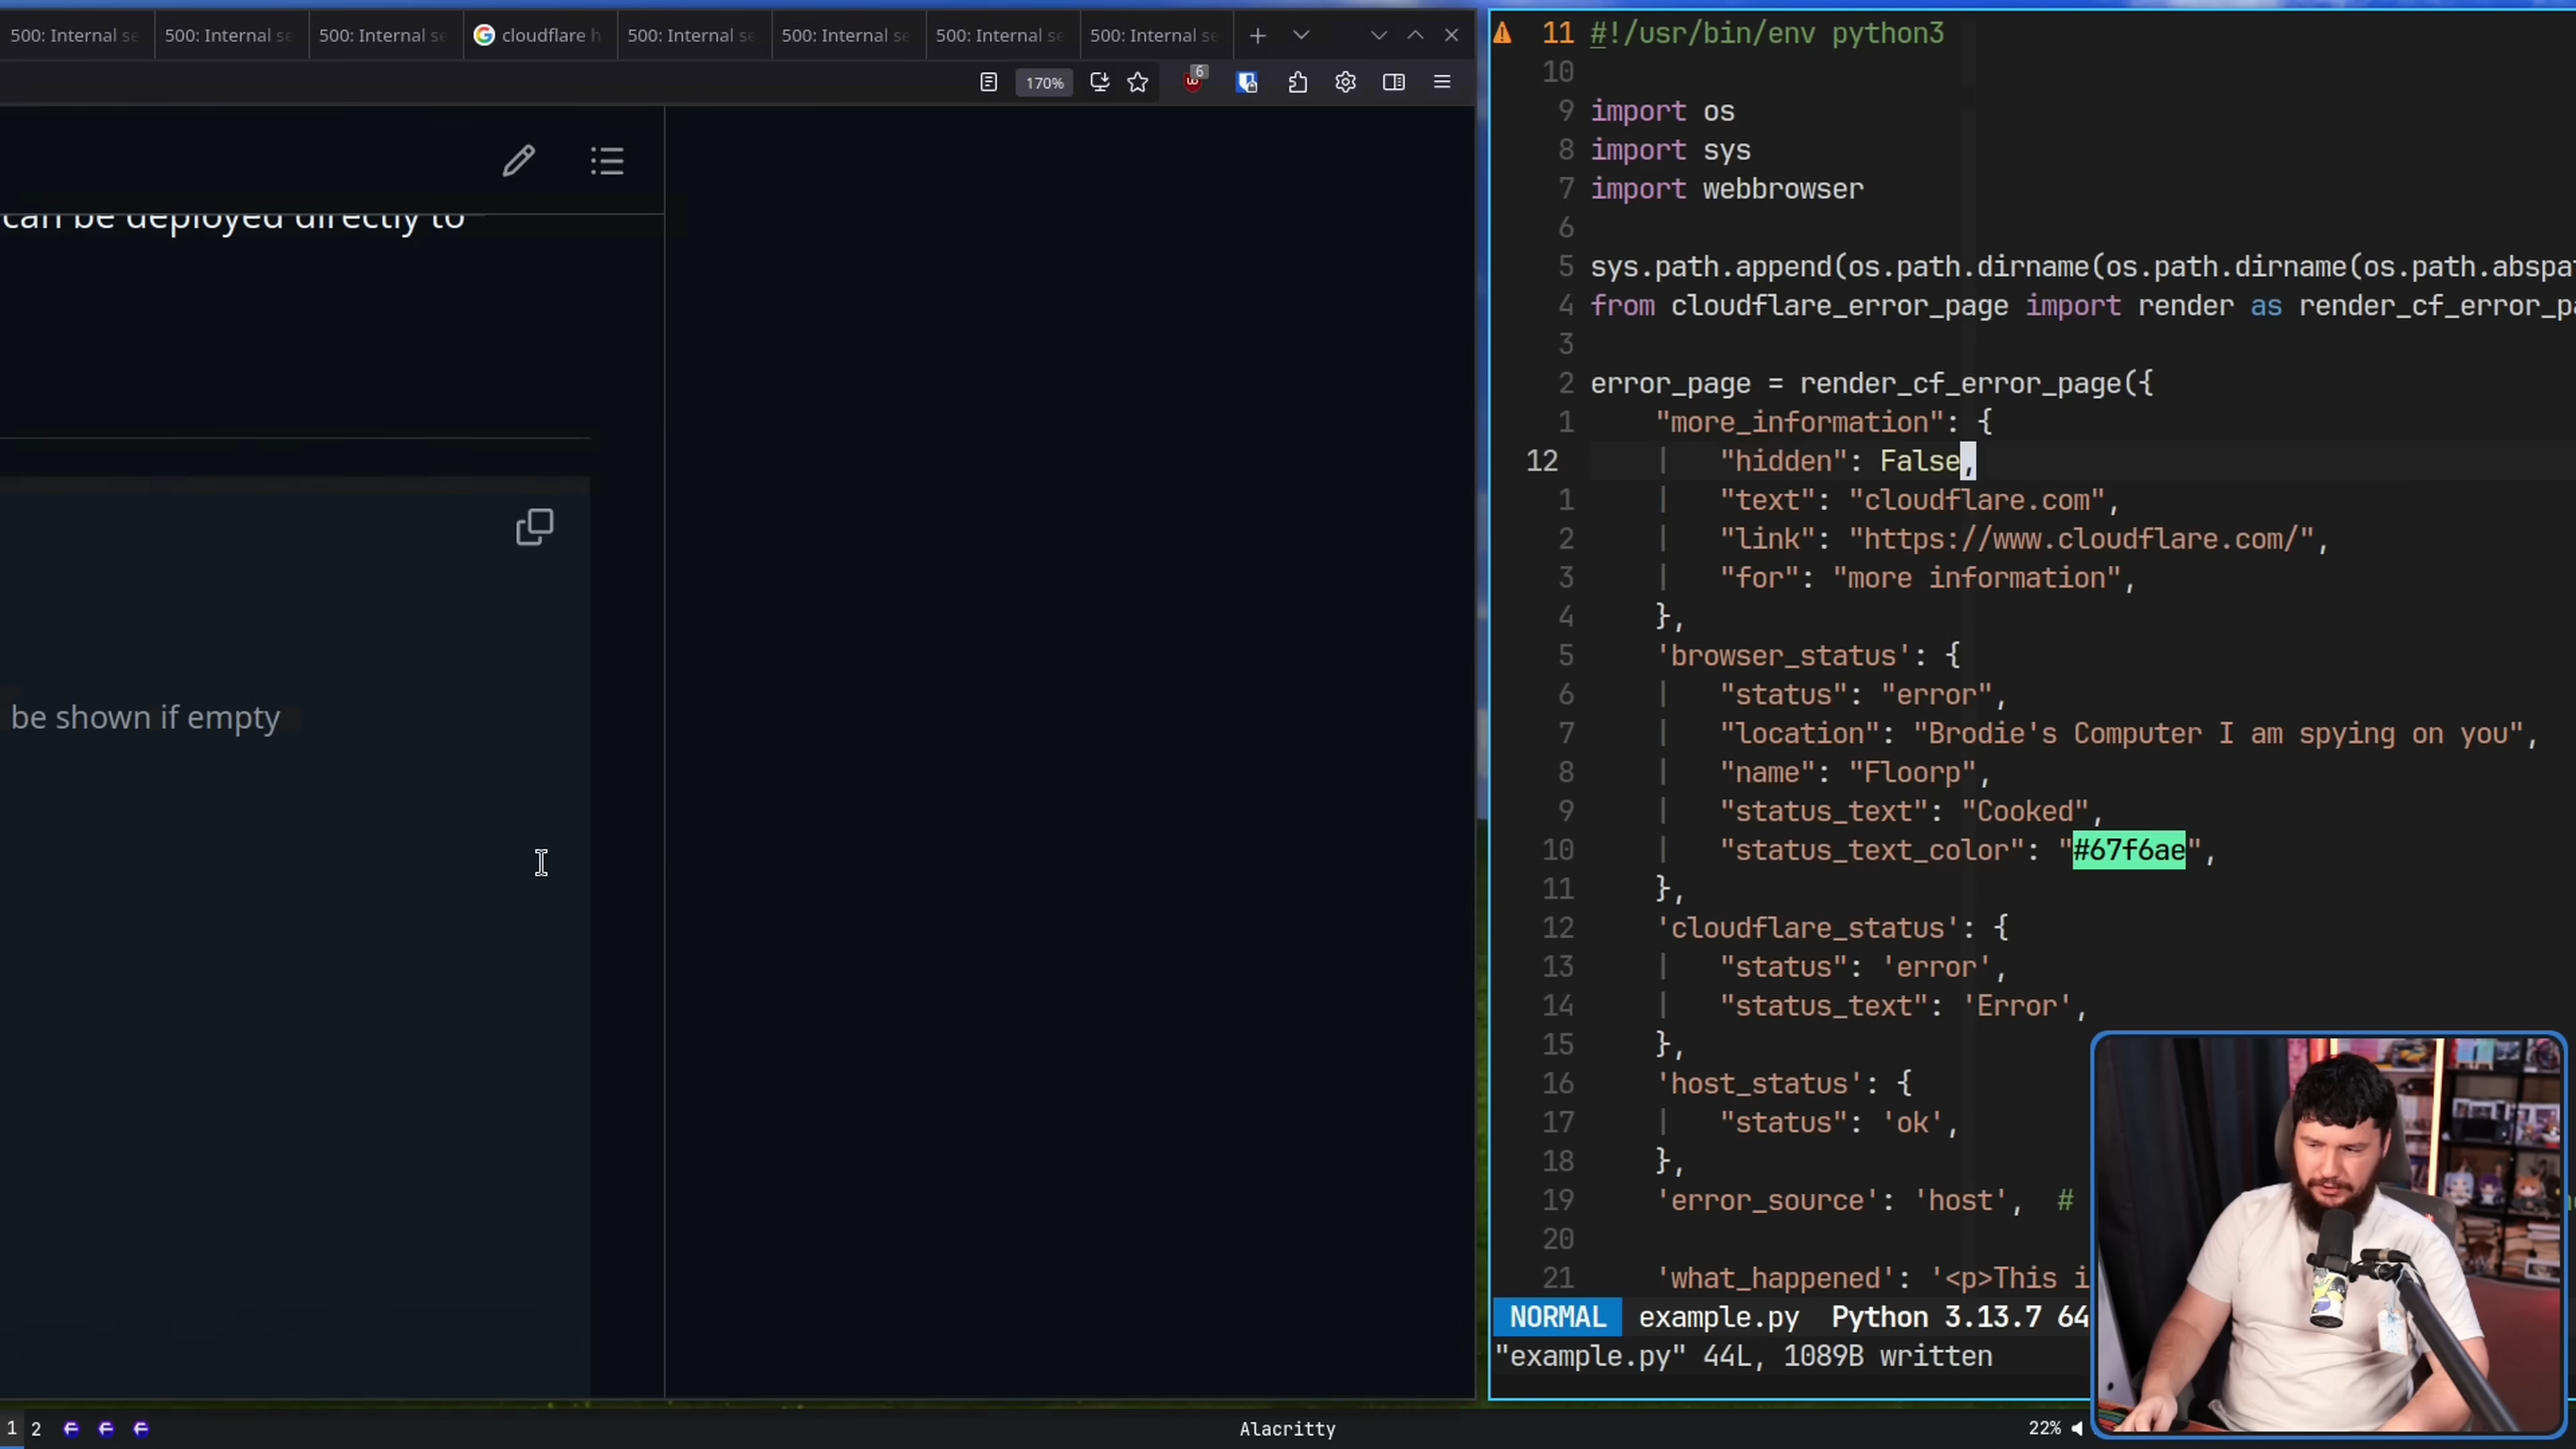 500: Internal se
500: Internal se
500: Internal se
cloudflare h
500: Internal se
500: Internal se
500: Internal se
500: Internal se
170%
6
can be deployed directly to
be shown if empty
11 #!/usr/bin/env python3
10
9 import os
8 import sys
7 import webbrowser
6
5 sys.path.append(os.path.dirname(os.path.dirname(os.path.abspat
4 from cloudflare_error_page import render as render_cf_error_pa
3
2 error_page = render_cf_error_page({
1 "more_information": {
12 "hidden": False,
1 "text": "cloudflare.com",
2 "link": "https://www.cloudflare.com/",
3 "for": "more information",
4 },
5 'browser_status': {
6 "status": "error",
7 "location": "Brodie's Computer I am spying on you",
8 "name": "Floorp",
9 "status_text": "Cooked",
10 "status_text_color": "#67f6ae",
11 },
12 'cloudflare_status': {
13 "status": 'error',
14 "status_text": 'Error',
15 },
16 'host_status': {
17 "status": 'ok',
18 },
19 'error_source': 'host', #
20
21 'what_happened': '<p>This i
NORMAL example.py Python 3.13.7 64
"example.py" 44L, 1089B written
1 2
Alacritty
22%